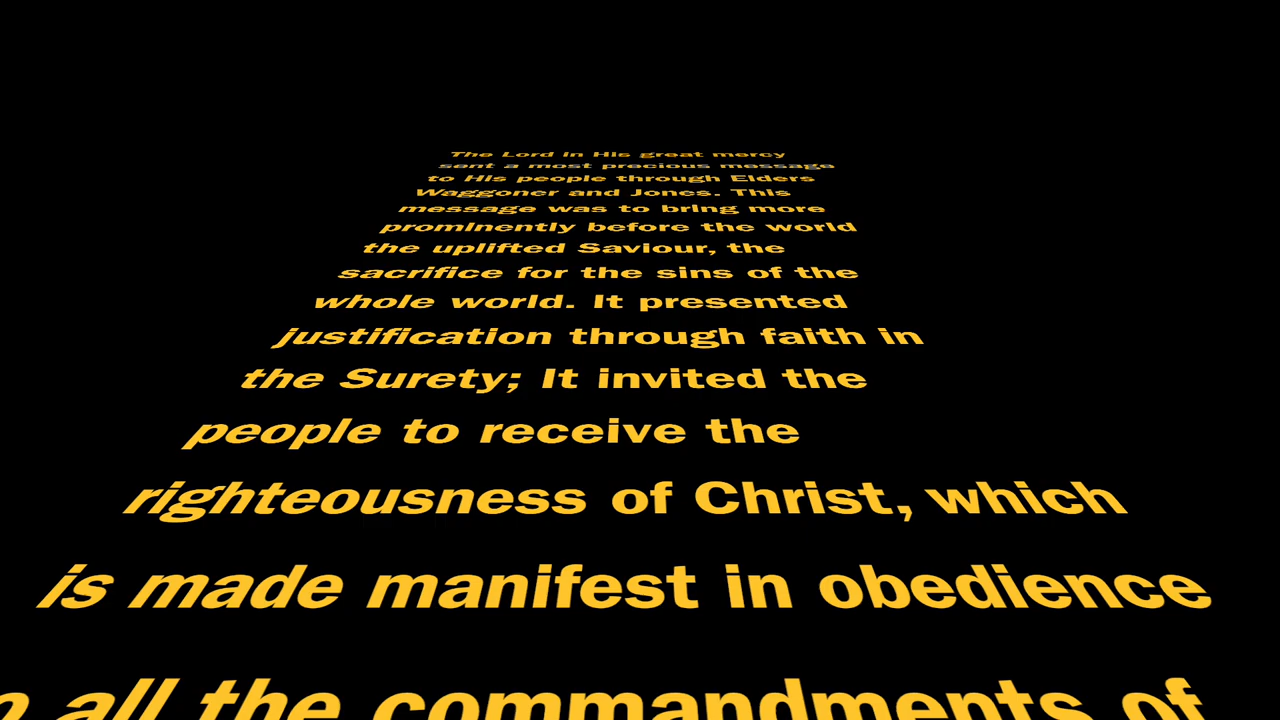 The Lord in His great mercy
sent a most precious message
to His people through Elders
Waggoner and Jones. This
message was to bring more
prominently before the world
the uplifted Saviour, the
sacrifice for the sins of the
whole world. It presented
justification through faith in
the Surety; It invited the
people to receive the
righteousness of Christ, which
is made manifest in obedience
all the commandments of